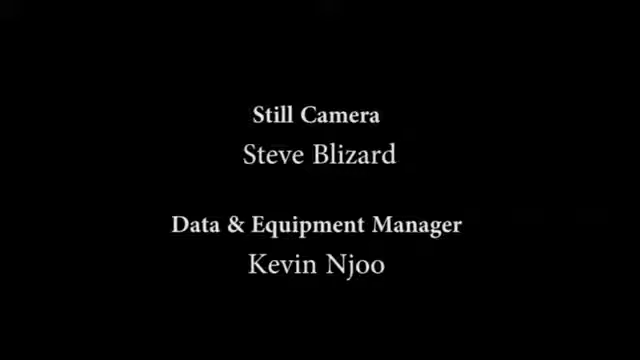 Still Camera
Steve Blizard
Data & Equipment Manager
Kevin Njoo